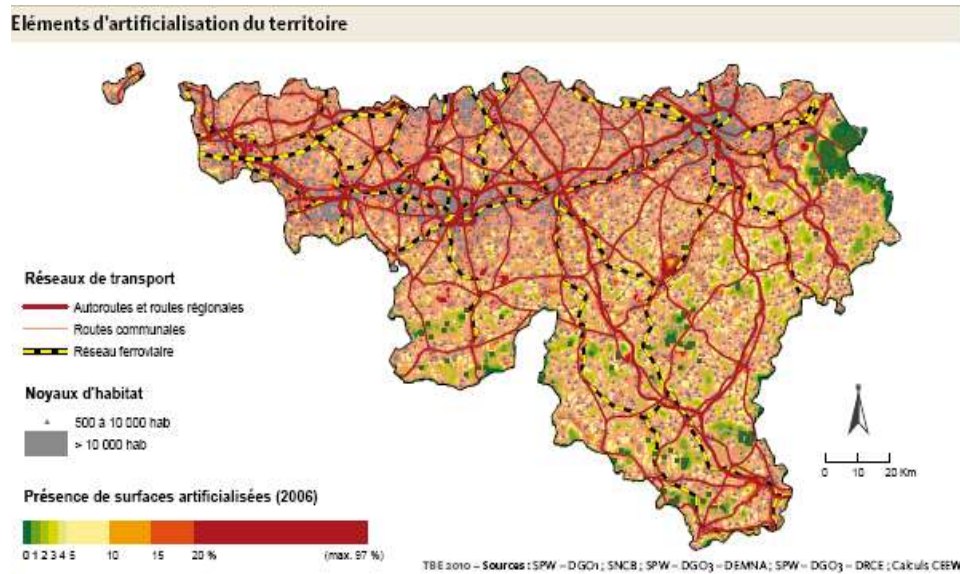 Eléments d'artificialisation du territoire
Réseaux de transport
Autoroutes et routes régionales
Routes communales
Réseau ferroviaire
Noyaux d'habitat
500 à 10 000 hab
> 10 000 hab
0 10 20 Km
Présence de surfaces artificialisées (2006)
0 1 2 3 4 5 10 15 20 % (max. 97 %)
TBE 2010 – Sources : SPW – DGO1 ; SNCB ; SPW – DGO3 – DEMNA ; SPW – DGO3 – DRCE ; Calculs CEEW